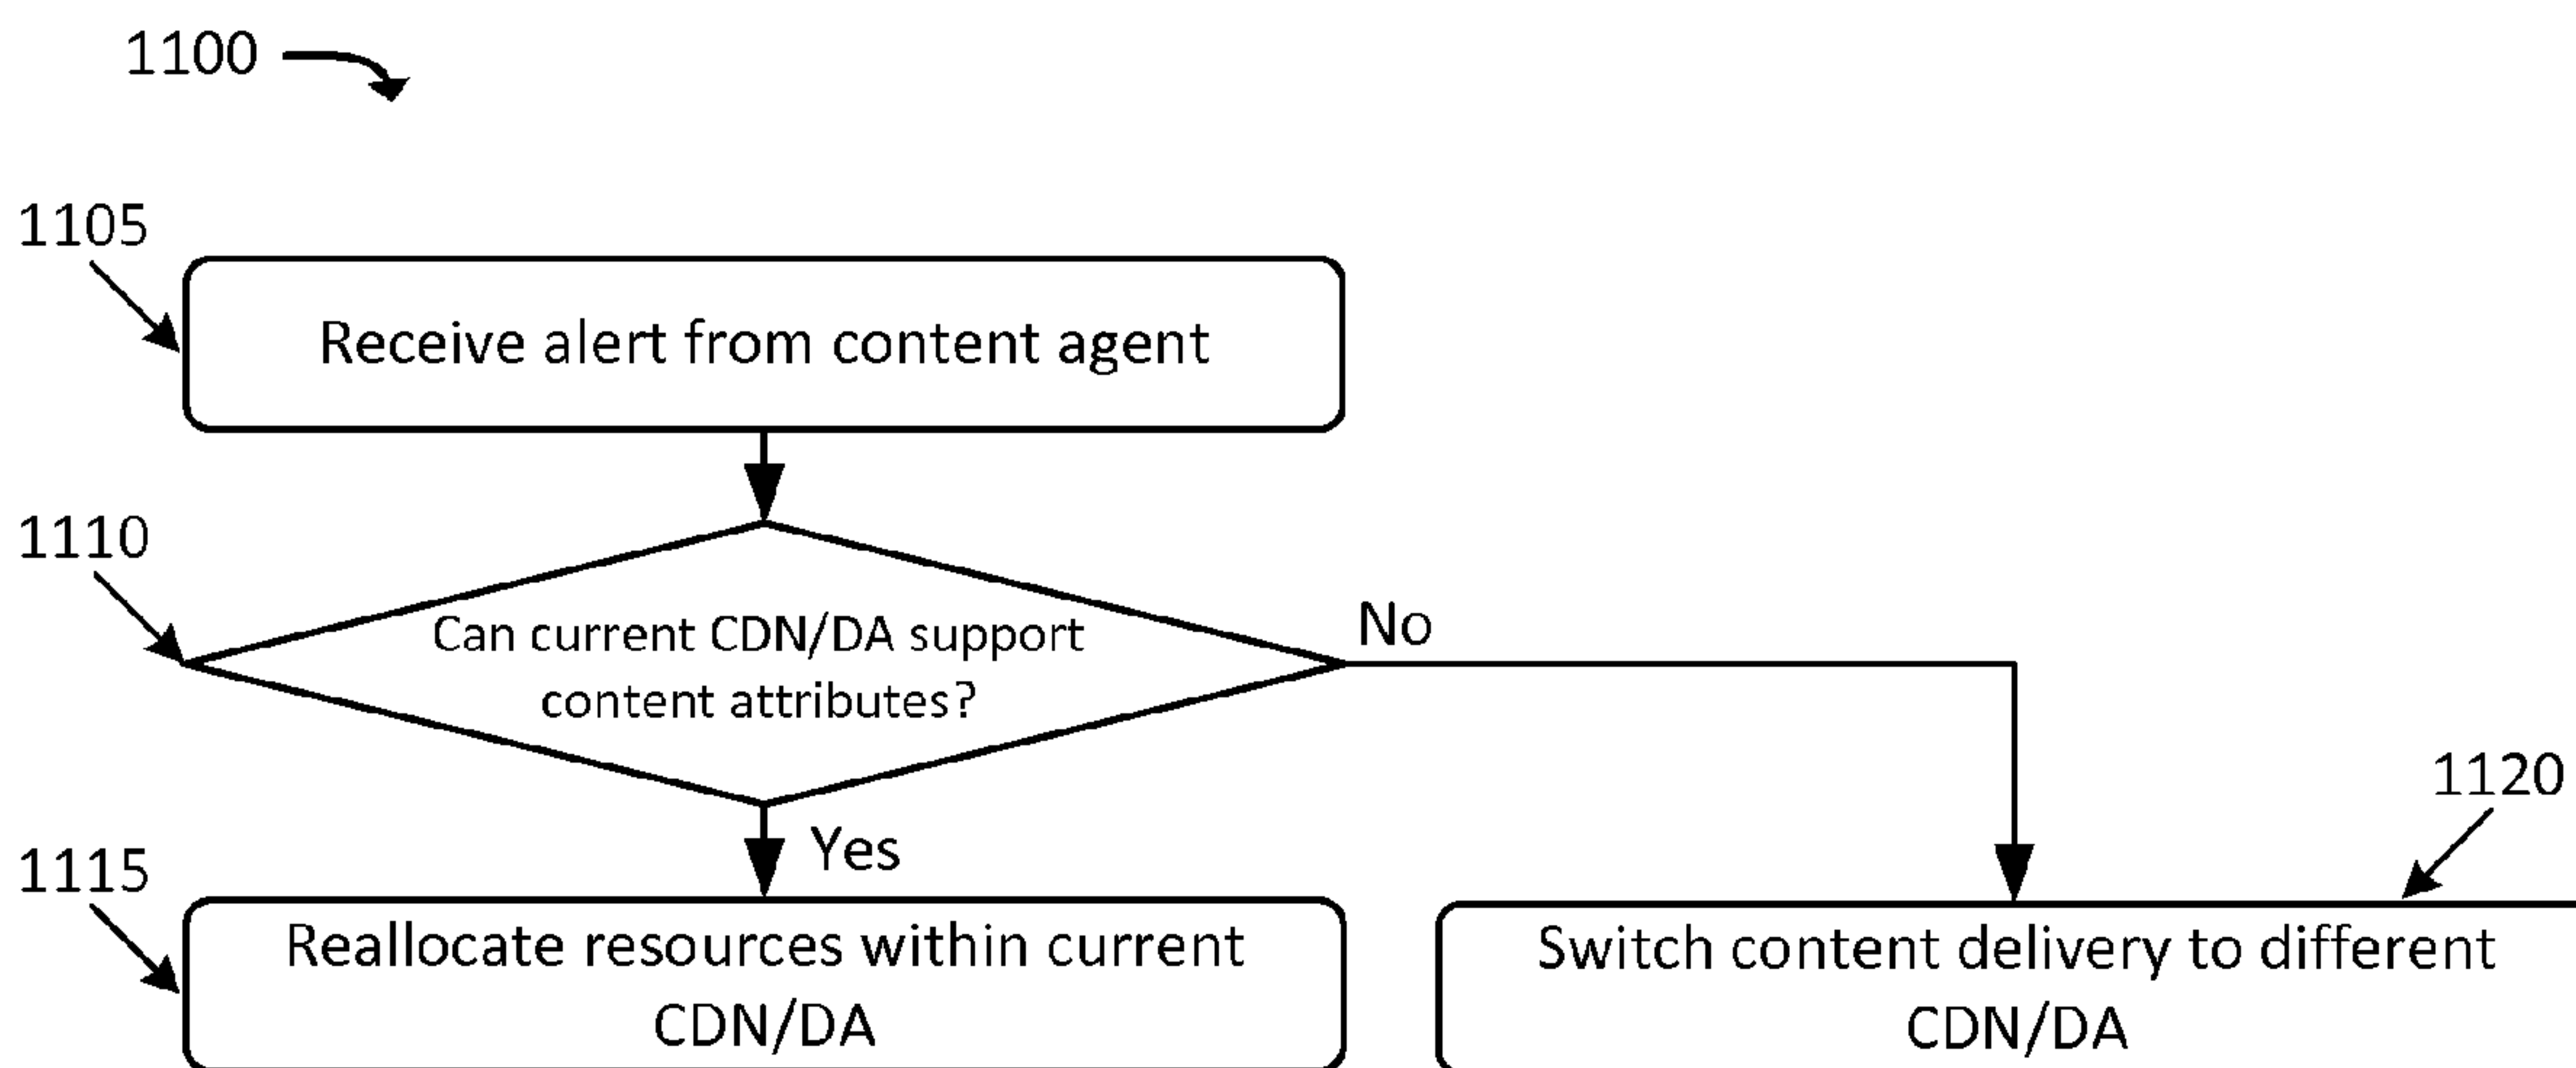 1100
1105
Receive alert from content agent
1110
Can current CDN/DA support
content attributes?
No
Yes
1115
Reallocate resources within current
CDN/DA
1120
Switch content delivery to different
CDN/DA